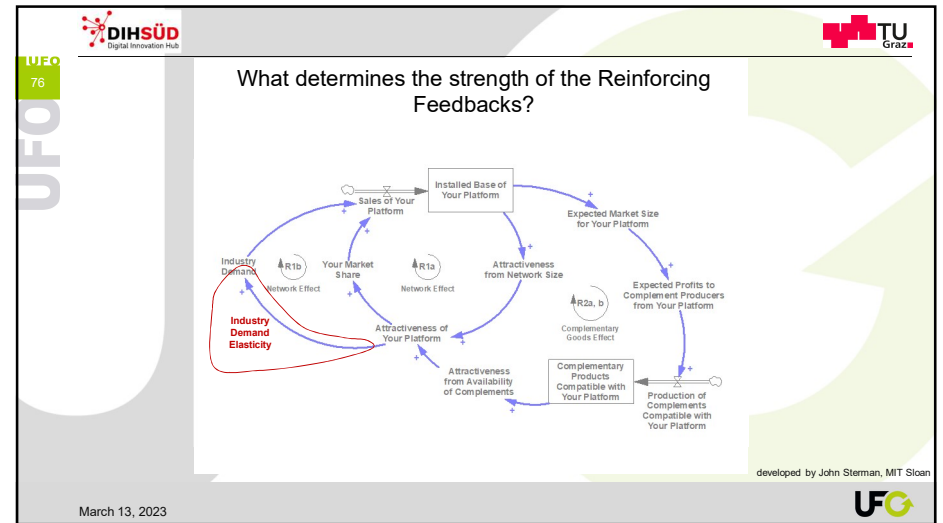 DIHSÜD
Digital Innovation Hub
TU
Graz
UFO
76
UFO
What determines the strength of the Reinforcing
Feedbacks?
Installed Base of
Your Platform
Sales of Your
Platform
+
+
+
Expected Market Size
for Your Platform
Industry
Demand
+
R1b
Network Effect
Your Market
Share
+
R1a
Network Effect
+
Attractiveness
from Network Size
+
Expected Profits to
Complement Producers
from Your Platform
R2a, b
Complementary
Goods Effect
Industry
Demand
Elasticity
Attractiveness of
Your Platform
+
+
Attractiveness
from Availability
of Complements
+
Complementary
Products
Compatible with
Your Platform
+
Production of
Complements
Compatible with
Your Platform
developed by John Sterman, MIT Sloan
March 13, 2023
UFO